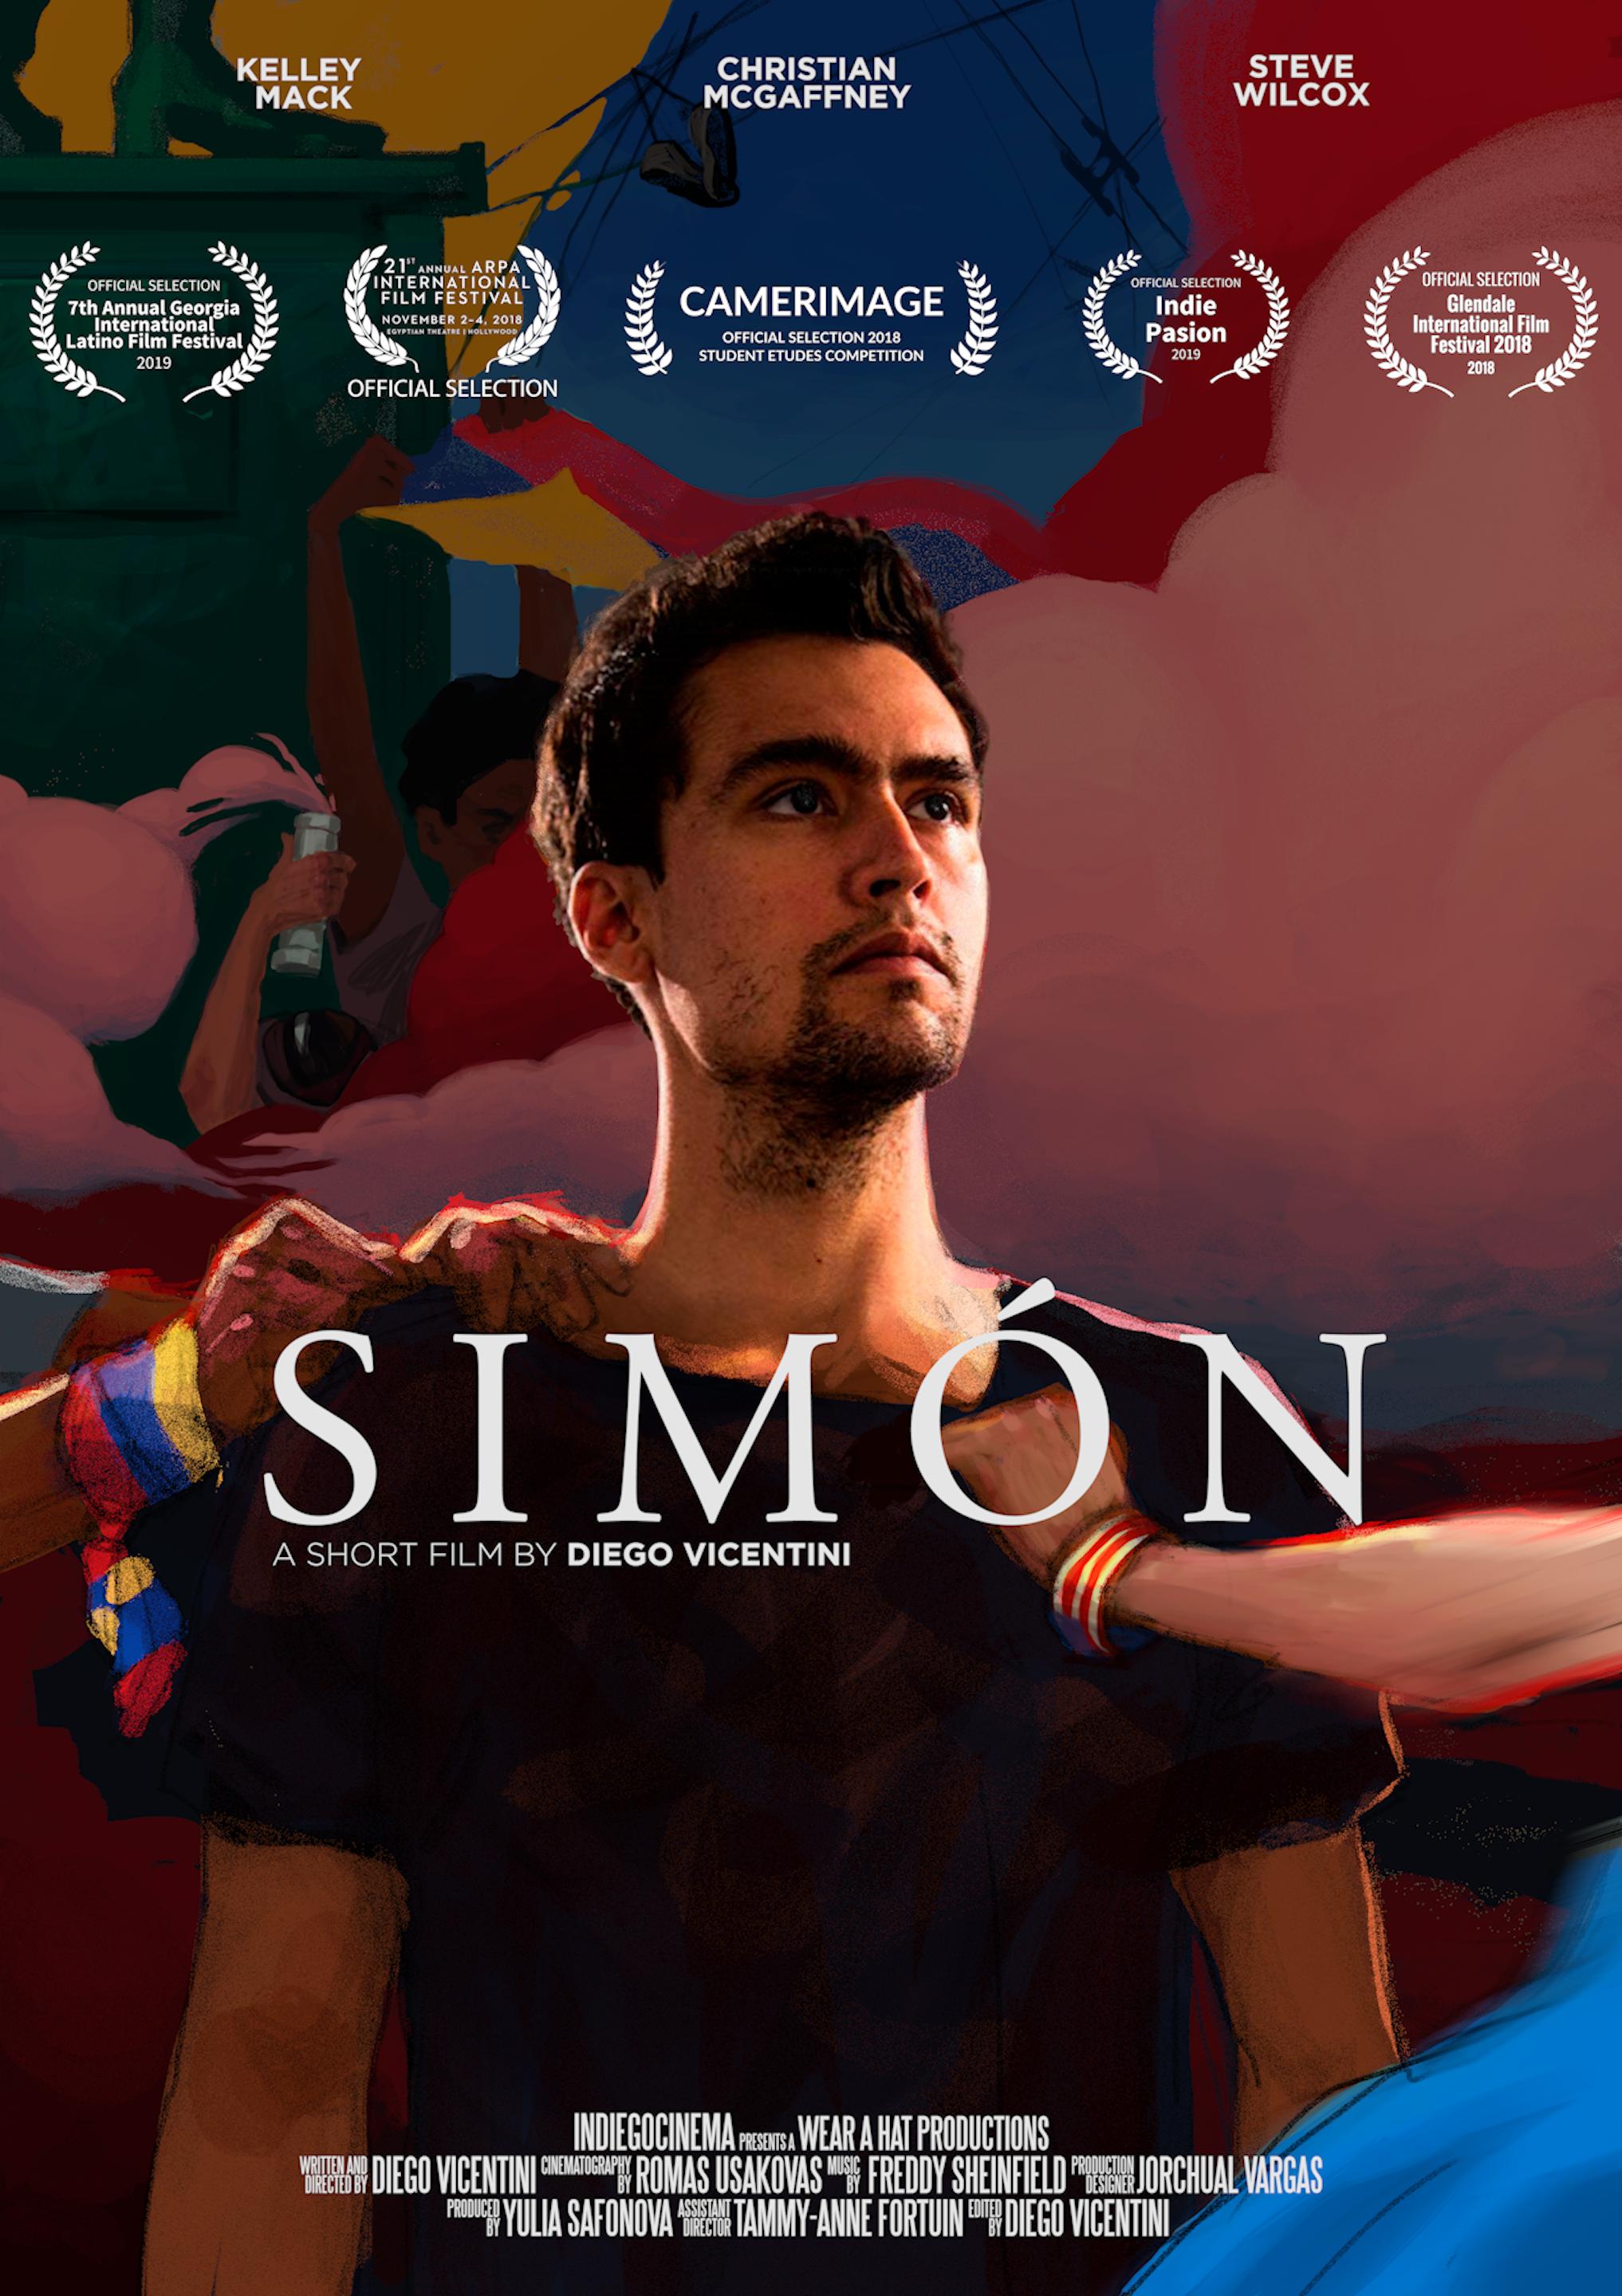 KELLEY
MACK
CHRISTIAN
MCGAFFNEY
STEVE
WILCOX
OFFICIAL SELECTION
7th Annual Georgia
International
Latino Film Festival
2019
21ST ANNUAL ARPA
INTERNATIONAL
FILM FESTIVAL
NOVEMBER 2-4, 2018
EGYPTIAN THEATRE | HOLLYWOOD
OFFICIAL SELECTION
CAMERIMAGE
OFFICIAL SELECTION 2018
STUDENT ETUDES COMPETITION
OFFICIAL SELECTION
Indie
Pasion
2019
OFFICIAL SELECTION
Glendale
International Film
Festival 2018
2018
SIMÓN
A SHORT FILM BY DIEGO VICENTINI
INDIEGOCINEMA PRESENTS A WEAR A HAT PRODUCTIONS
WRITTEN AND DIRECTED BY DIEGO VICENTINI CINEMATOGRAPHY BY ROMAS USAKOVAS MUSIC BY FREDDY SHEINFIELD PRODUCTION DESIGNER JORCHUAL VARGAS
PRODUCED BY YULIA SAFONOVA ASSISTANT DIRECTOR TAMMY-ANNE FORTUIN EDITED BY DIEGO VICENTINI